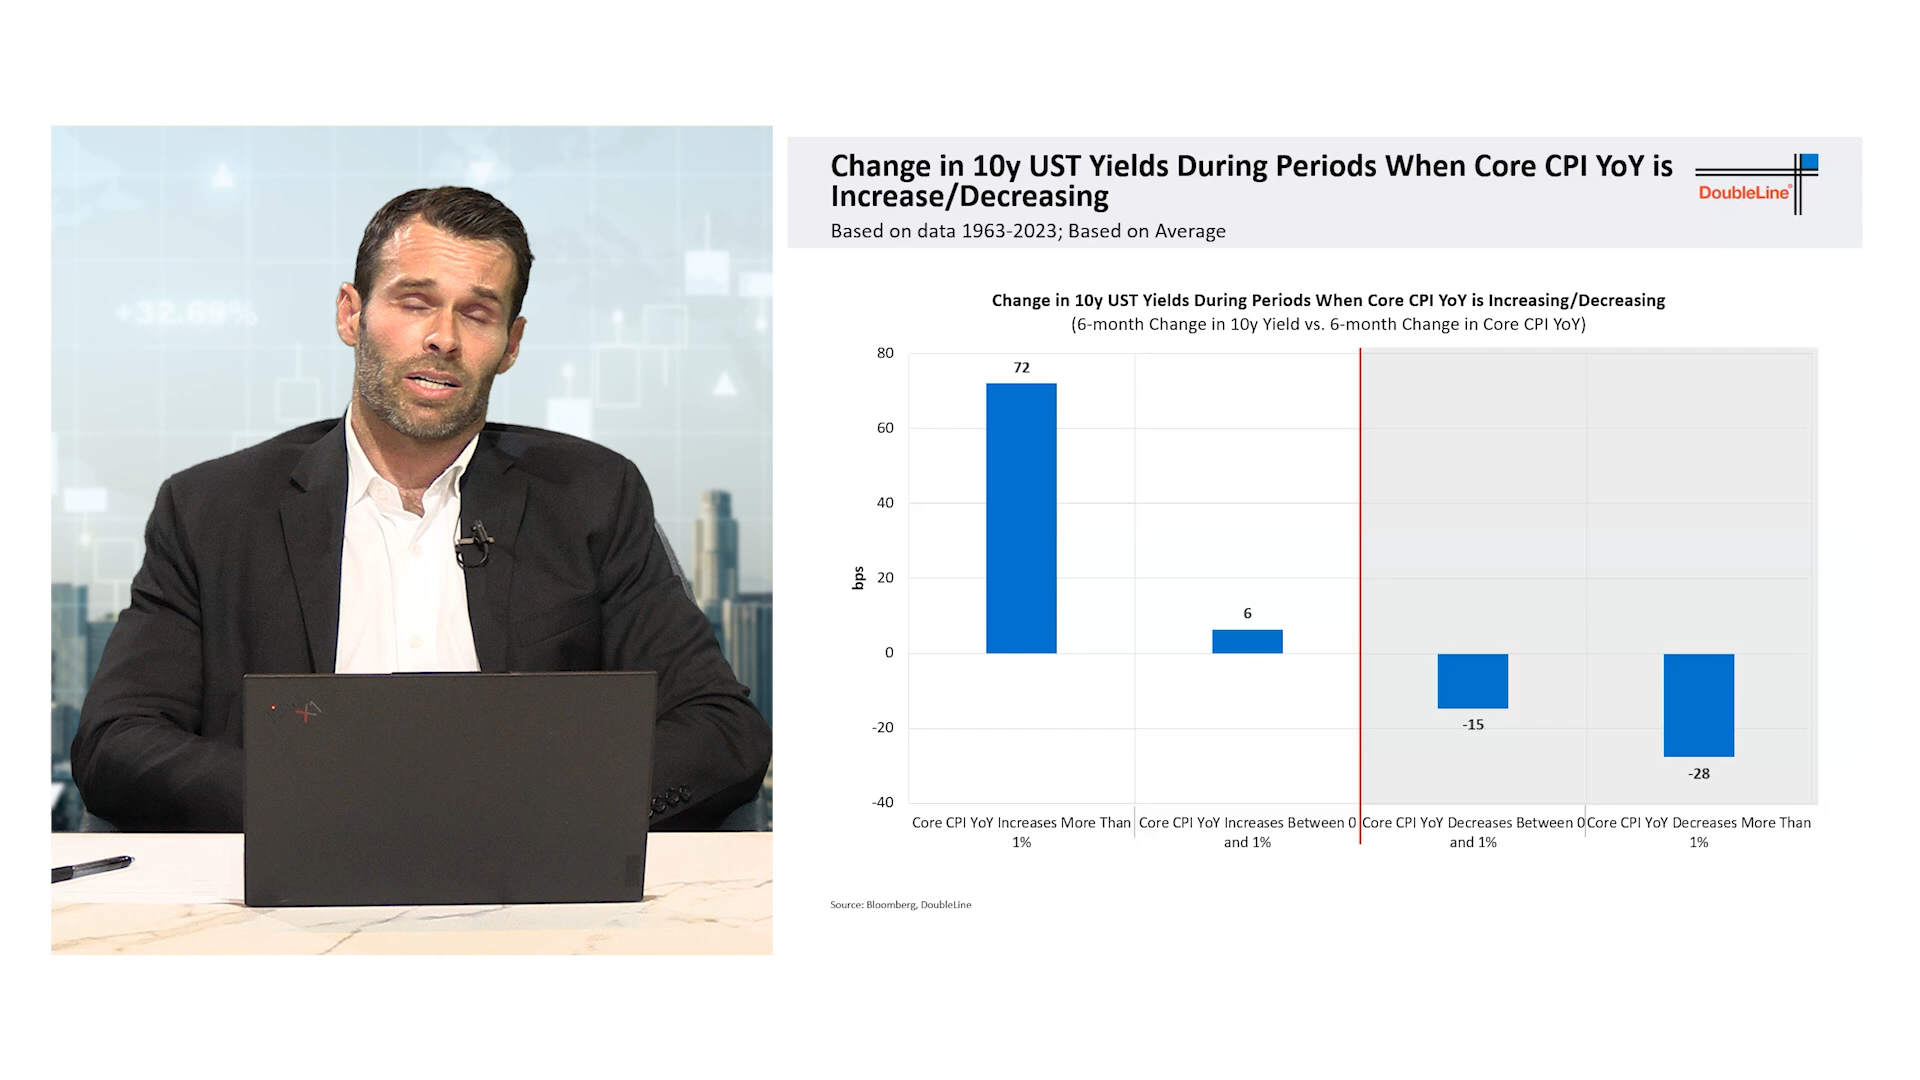 +32.69%
X1
Change in 10y UST Yields During Periods When Core CPI YoY is
Increase/Decreasing
Based on data 1963-2023; Based on Average
DoubleLine®
Change in 10y UST Yields During Periods When Core CPI YoY is Increasing/Decreasing
(6-month Change in 10y Yield vs. 6-month Change in Core CPI YoY)
bps
80
60
40
20
0
-20
-40
72
6
-15
-28
Core CPI YoY Increases More Than
1%
Core CPI YoY Increases Between 0
and 1%
Core CPI YoY Decreases Between 0
and 1%
Core CPI YoY Decreases More Than
1%
Source: Bloomberg, DoubleLine